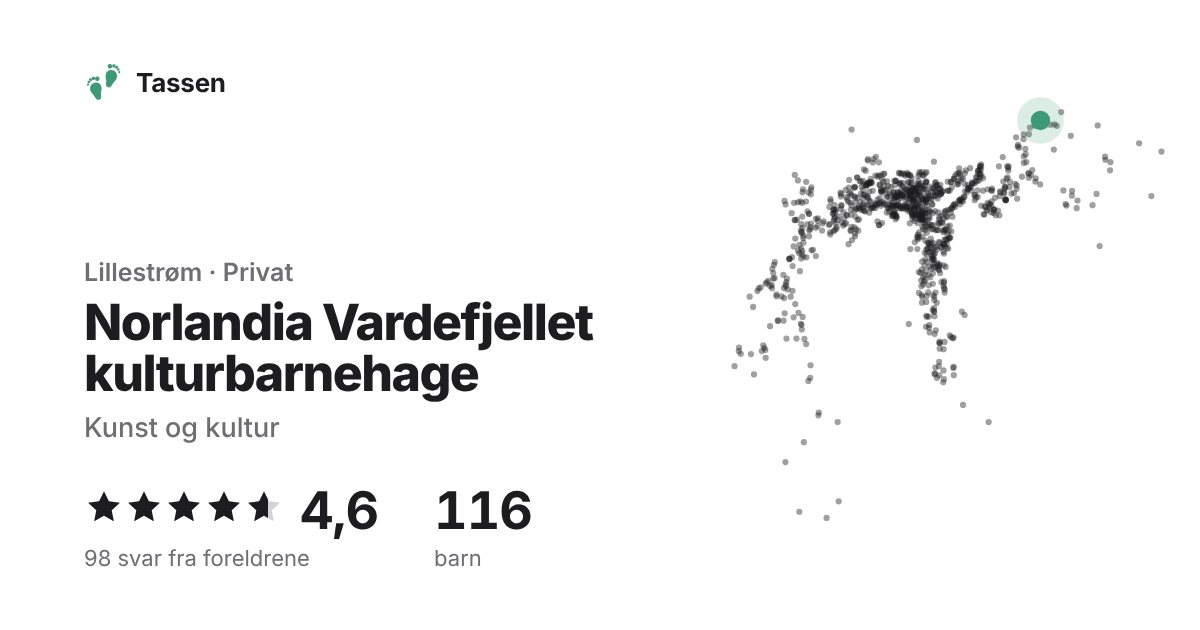 Tassen
Lillestrøm · Privat
Norlandia Vardefjellet
kulturbarnehage
Kunst og kultur
4,6
98 svar fra foreldrene
116
barn